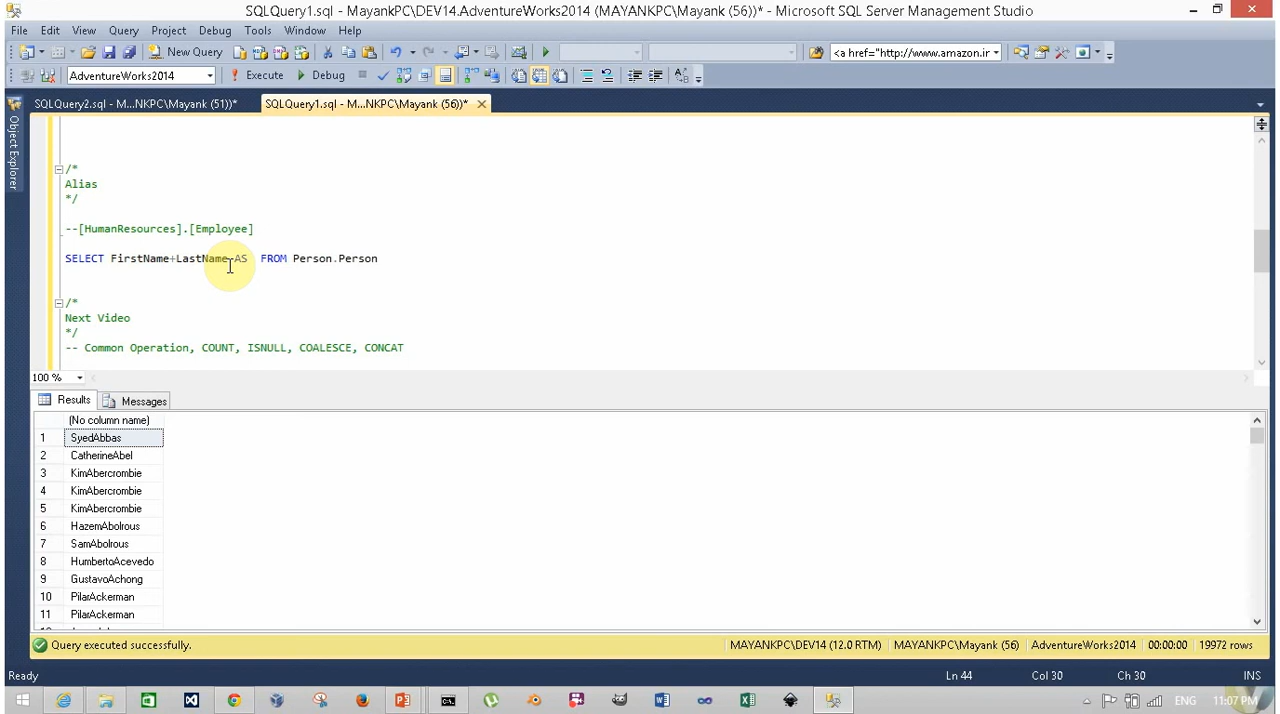 SQLQuery1.sql - MayankPC\DEV14.AdventureWorks2014 (MAYANKPC\Mayank (56))* - Microsoft SQL Server Management Studio
File Edit View Query Project Debug Tools Window Help
New Query <a href="http://www.amazon.ir
AdventureWorks2014 Execute Debug
SQLQuery2.sql - M...NKPC\Mayank (51))* SQLQuery1.sql - M...NKPC\Mayank (56))*
Object Explorer
/*
Alias
*/
--[HumanResources].[Employee]
SELECT FirstName+LastName AS FROM Person.Person
/*
Next Video
*/
-- Common Operation, COUNT, ISNULL, COALESCE, CONCAT
100 %
Results Messages
(No column name)
1 SyedAbbas
2 CatherineAbel
3 KimAbercrombie
4 KimAbercrombie
5 KimAbercrombie
6 HazemAbolrous
7 SamAbolrous
8 HumbertoAcevedo
9 GustavoAchong
10 PilarAckerman
11 PilarAckerman
Query executed successfully. MAYANKPC\DEV14 (12.0 RTM) MAYANKPC\Mayank (56) AdventureWorks2014 00:00:00 19972 rows
Ready Ln 44 Col 30 Ch 30 INS
ENG 11:07 PM